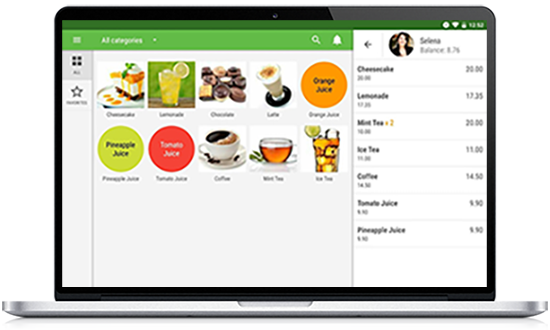 12:52
All categories
Selena
Balance: 8.76
ALL
FAVORITES
Orange
Juice
Cheesecake
Lemonade
Chocolate
Latte
Orange Juice
Pineapple
Juice
Tomato
Juice
Pineapple Juice
Tomato Juice
Coffee
Mint Tea
Ice Tea
Cheesecake 20.00
20.00
Lemonade 17.35
17.35
Mint Tea x 2 20.00
10.00
Ice Tea 11.00
11.00
Coffee 14.50
14.50
Tomato Juice 9.90
9.90
Pineapple Juice 9.90
9.90